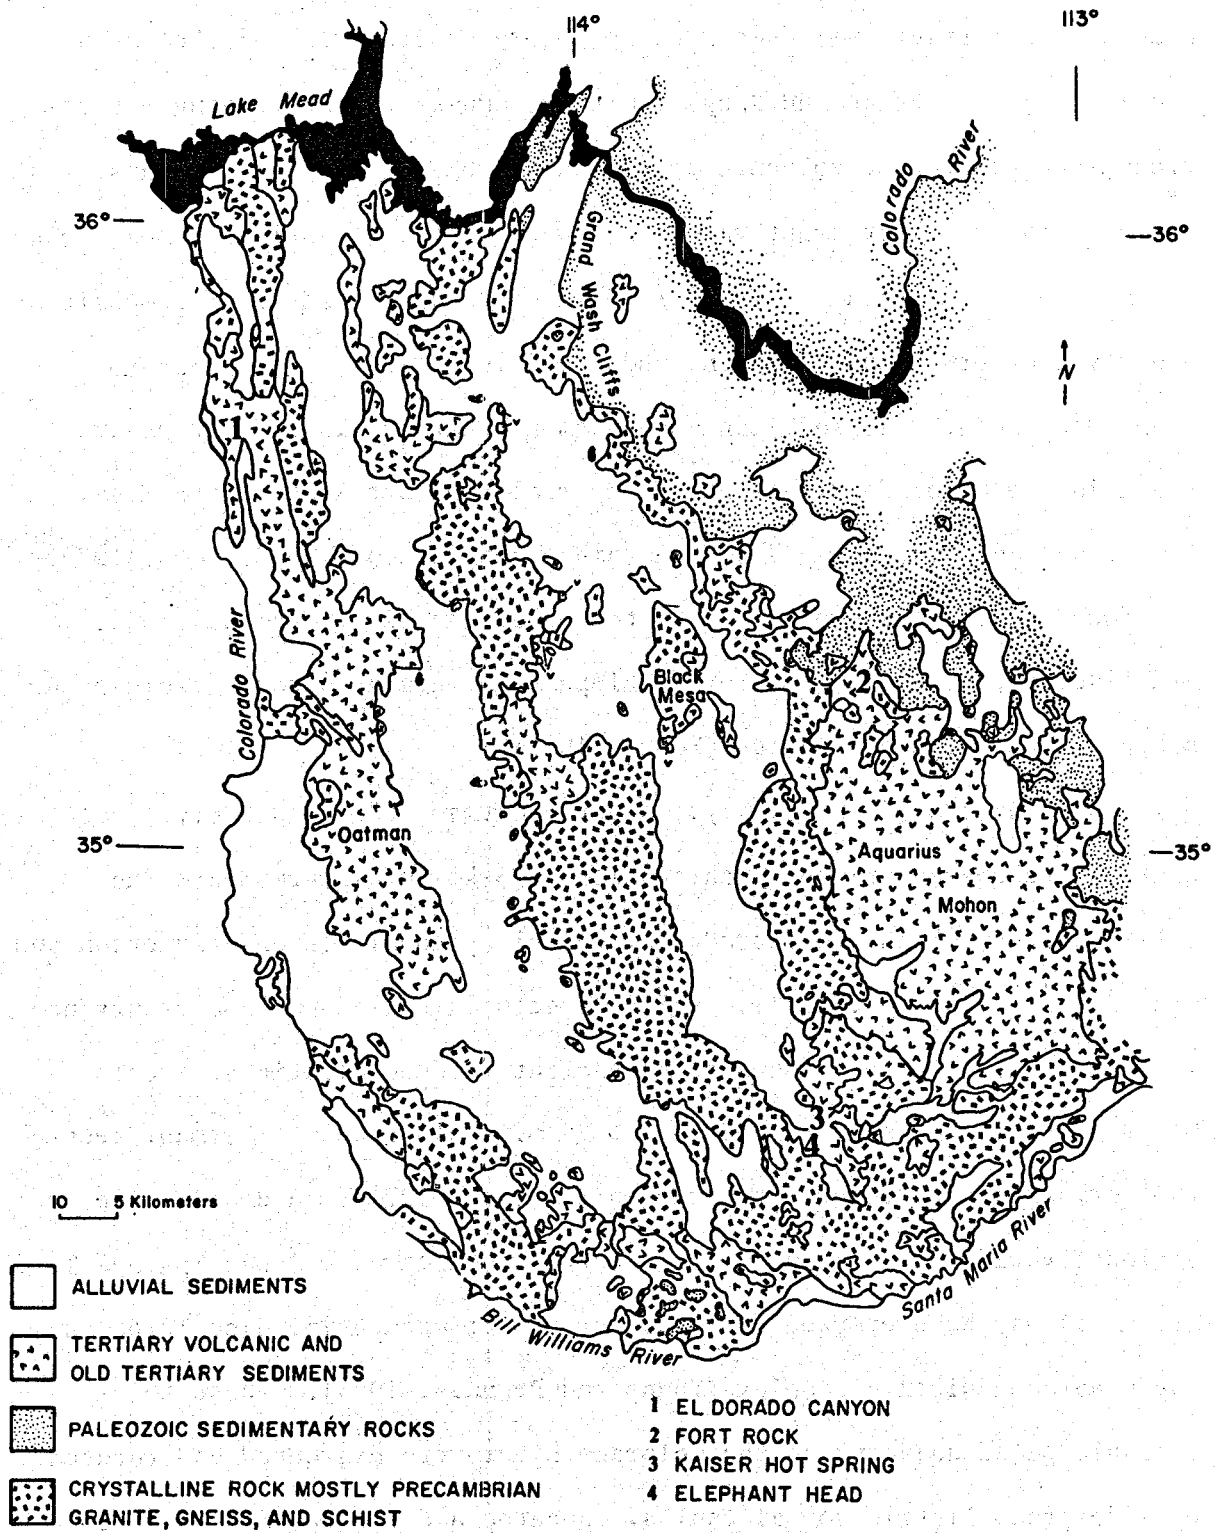 114°
113°
Lake Mead
Colorado River
36°
36°
Grand Wash Cliffs
N
1
Colorado River
Black
Mesa
2
35°
Oatman
Aquarius
35°
Mohon
3
4
10 5 Kilometers
Santa Maria River
Bill Williams River
ALLUVIAL SEDIMENTS
TERTIARY VOLCANIC AND
OLD TERTIARY SEDIMENTS
PALEOZOIC SEDIMENTARY ROCKS
CRYSTALLINE ROCK MOSTLY PRECAMBRIAN
GRANITE, GNEISS, AND SCHIST
1 EL DORADO CANYON
2 FORT ROCK
3 KAISER HOT SPRING
4 ELEPHANT HEAD